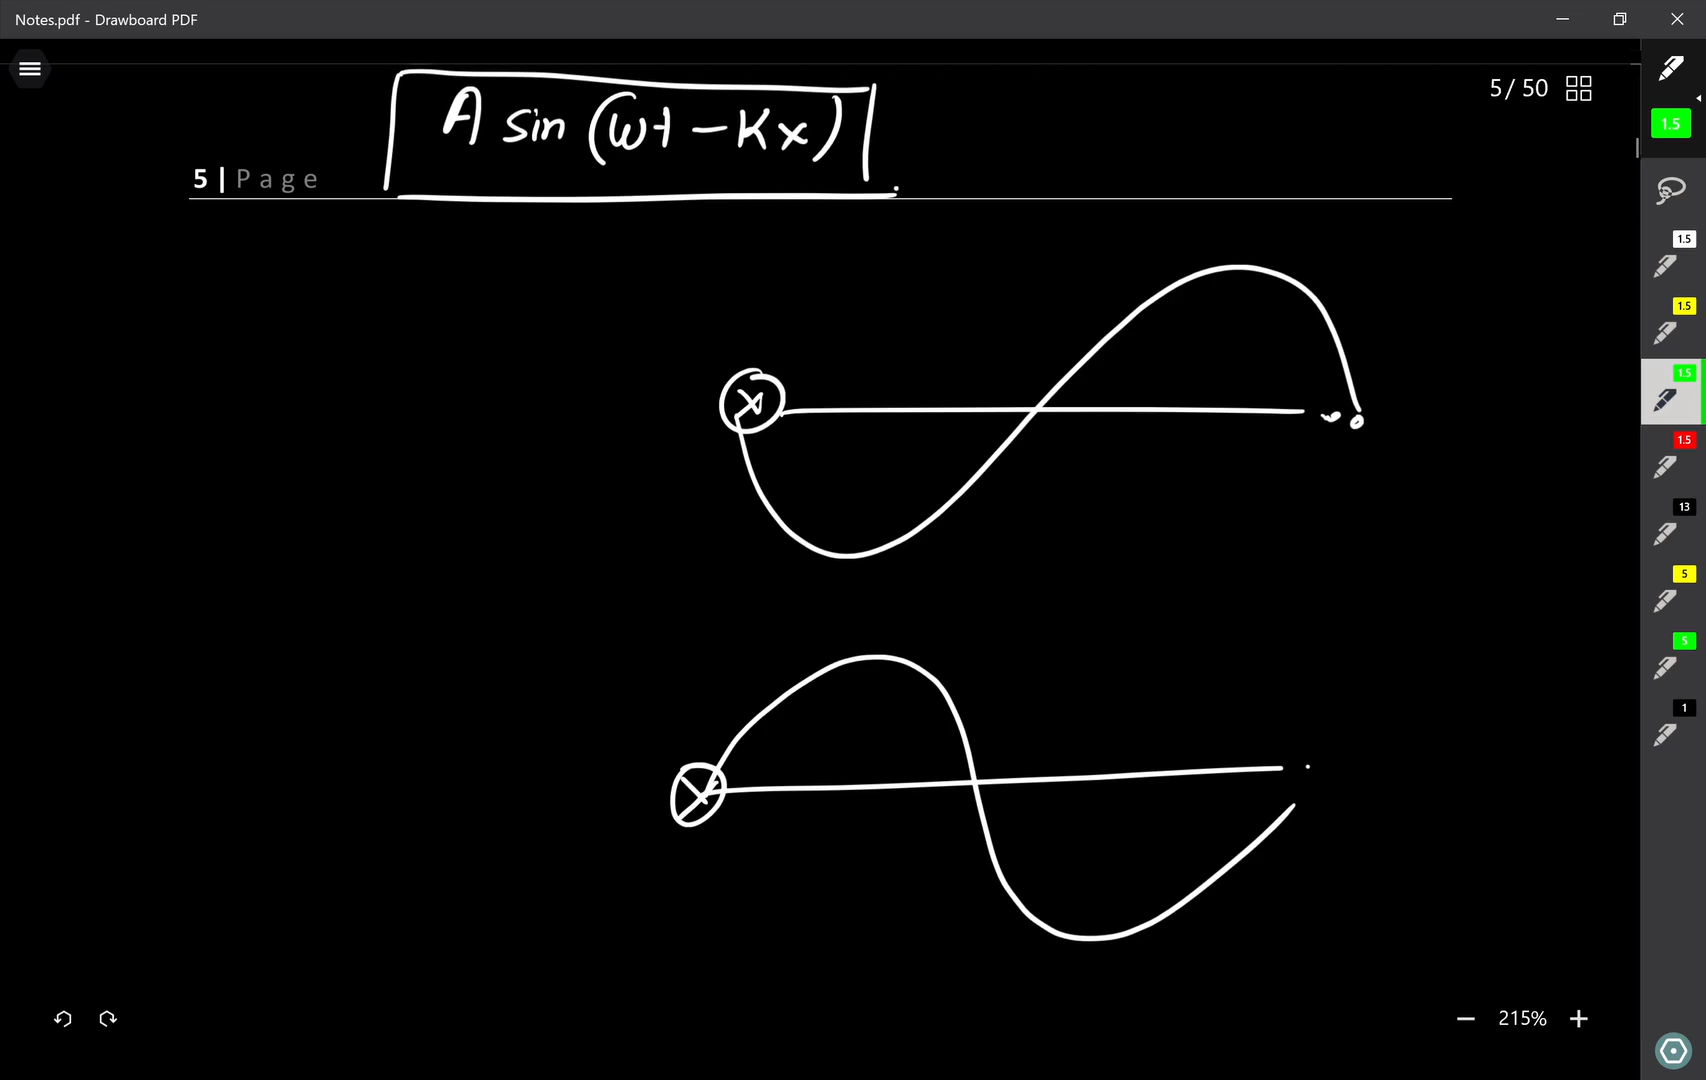 Notes.pdf - Drawboard PDF
5 / 50
A sin (ωt - Kx)
5 | Page
1.5
1.5
1.5
1.5
1.5
13
5
5
1
215%